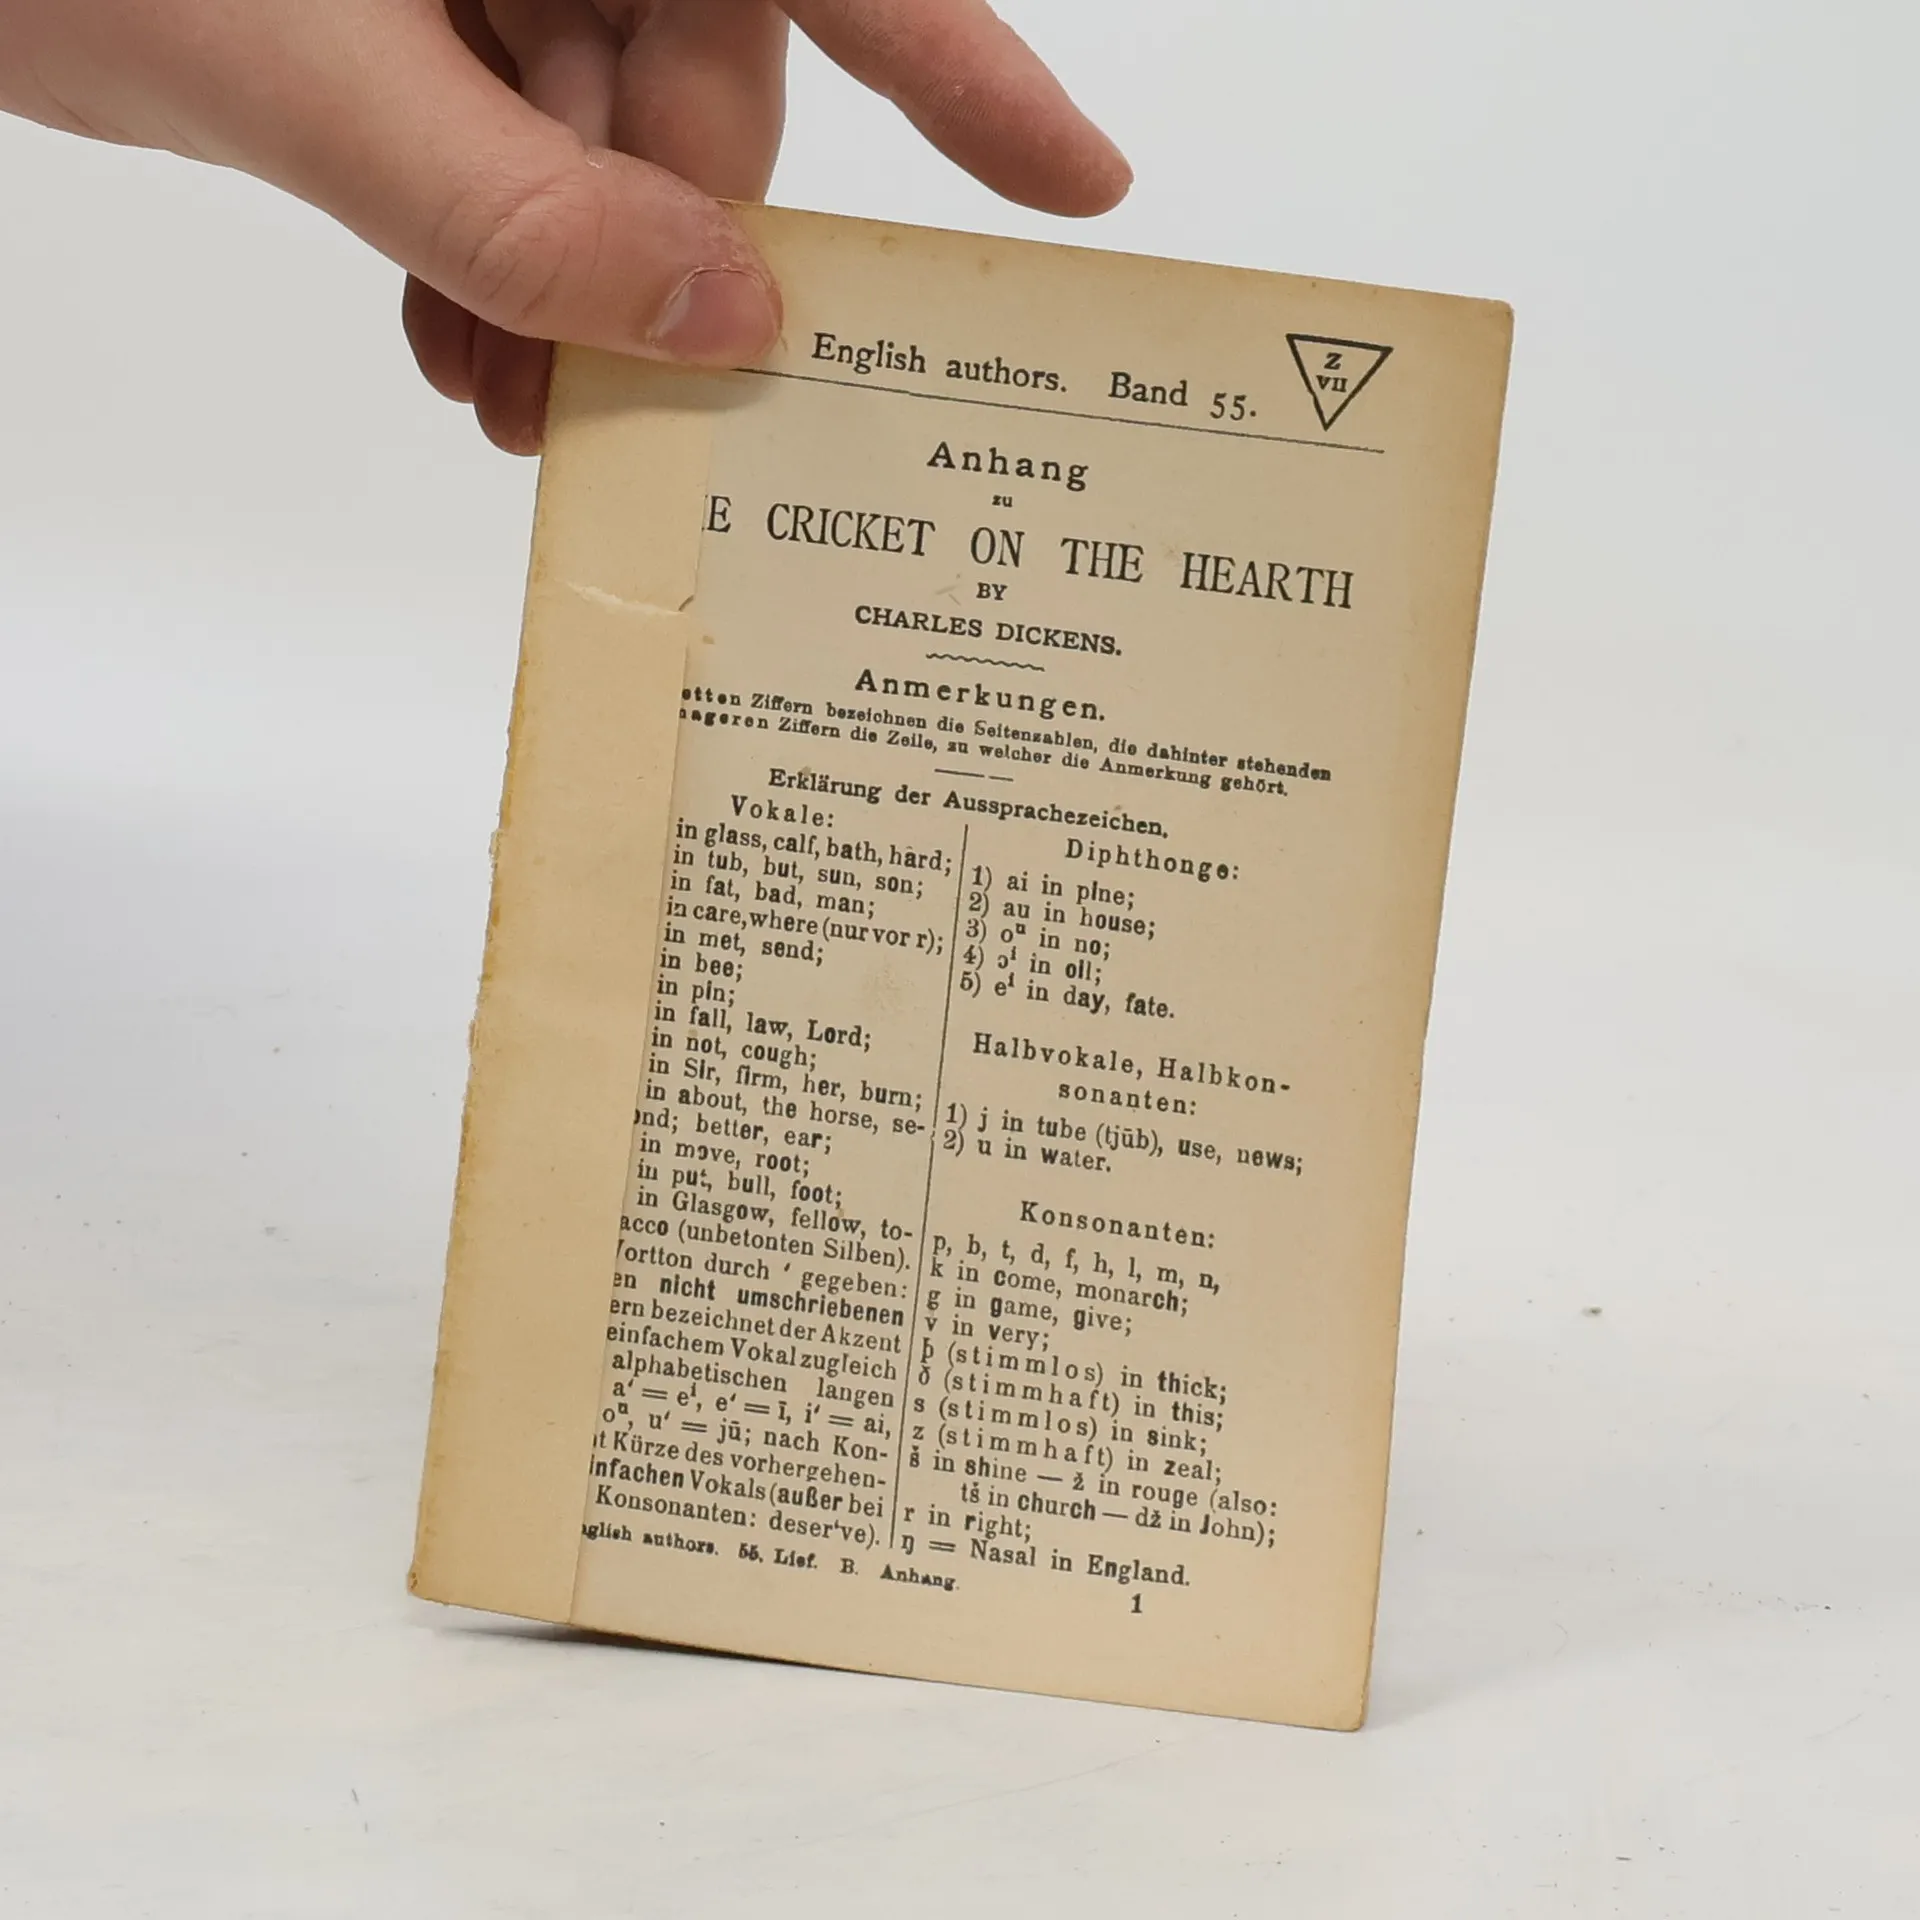 English authors. Band 55.
Z
VII
Anhang
zu
E CRICKET ON THE HEARTH
BY
CHARLES DICKENS.
Anmerkungen.
etten Ziffern bezeichnen die Seitenzahlen, die dahinter stehenden
mageren Ziffern die Zeile, zu welcher die Anmerkung gehört.
Erklärung der Aussprachezeichen.
Vokale:
in glass, calf, bath, hard;
in tub, but, sun, son;
in fat, bad, man;
in care, where (nur vor r);
in met, send;
in bee;
in pin;
in fall, law, Lord;
in not, cough;
in Sir, firm, her, burn;
in about, the horse, se-
ond; better, ear;
in move, root;
in put, bull, foot;
in Glasgow, fellow, to-
acco (unbetonten Silben).
ortton durch ' gegeben:
en nicht umschriebenen
ern bezeichnet der Akzent
einfachem Vokal zugleich
alphabetischen langen
a' = eⁱ, e' = ī, i' = ai,
oᵘ, u' = jū; nach Kon-
t Kürze des vorhergehen-
infachen Vokals (außer bei
Konsonanten: deser've).
Diphthonge:
1) ai in pine;
2) au in house;
3) oᵘ in no;
4) ɔⁱ in oil;
5) eⁱ in day, fate.
Halbvokale, Halbkon-
sonanten:
1) j in tube (tjūb), use, news;
2) u in water.
Konsonanten:
p, b, t, d, f, h, l, m, n,
k in come, monarch;
g in game, give;
v in very;
þ (stimmlos) in thick;
ð (stimmhaft) in this;
s (stimmlos) in sink;
z (stimmhaft) in zeal;
š in shine — ž in rouge (also:
tš in church — dž in John);
r in right;
ŋ = Nasal in England.
nglish authors. 55. Lief. B. Anhang.
1